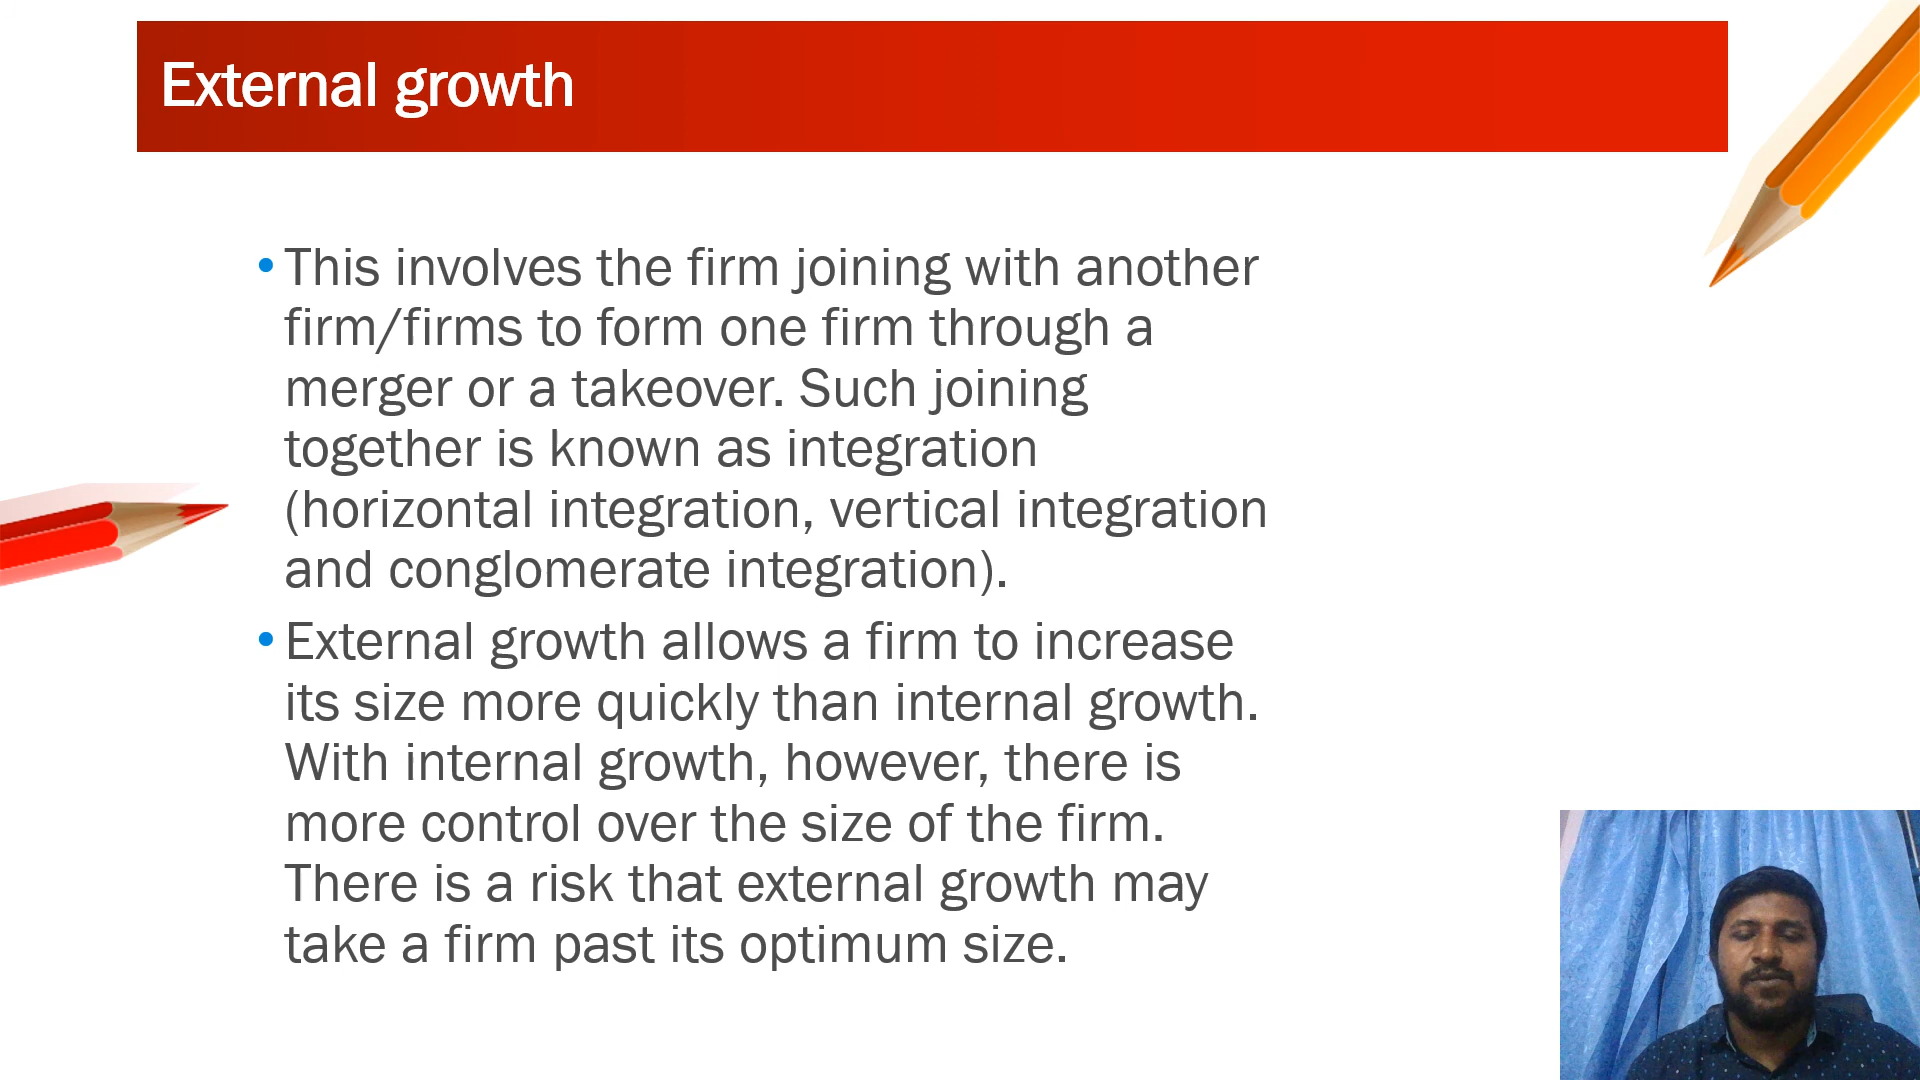 External growth
• This involves the firm joining with another
firm/firms to form one firm through a
merger or a takeover. Such joining
together is known as integration
(horizontal integration, vertical integration
and conglomerate integration).
• External growth allows a firm to increase
its size more quickly than internal growth.
With internal growth, however, there is
more control over the size of the firm.
There is a risk that external growth may
take a firm past its optimum size.